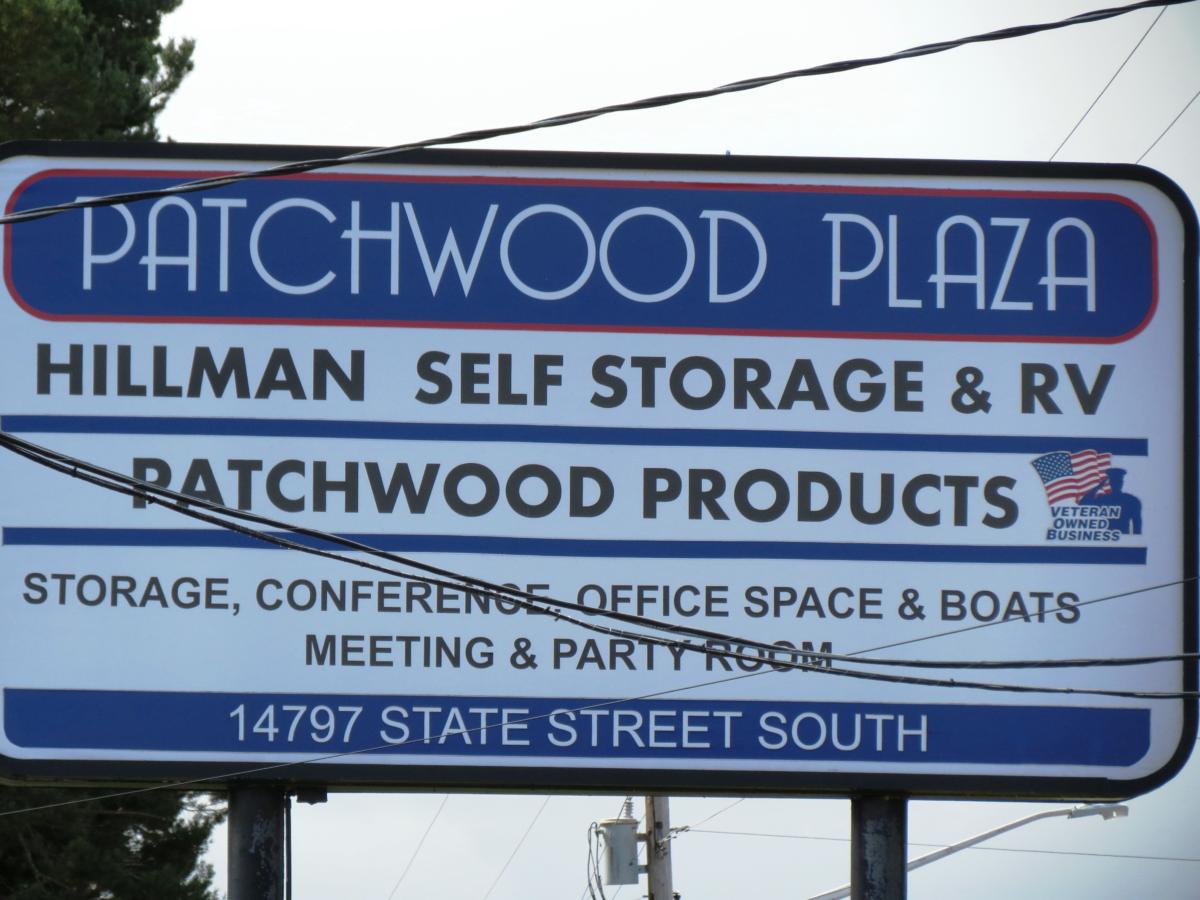 PATCHWOOD PLAZA
HILLMAN SELF STORAGE & RV
PATCHWOOD PRODUCTS
VETERAN
OWNED
BUSINESS
STORAGE, CONFERENCE, OFFICE SPACE & BOATS
MEETING & PARTY ROOM
14797 STATE STREET SOUTH